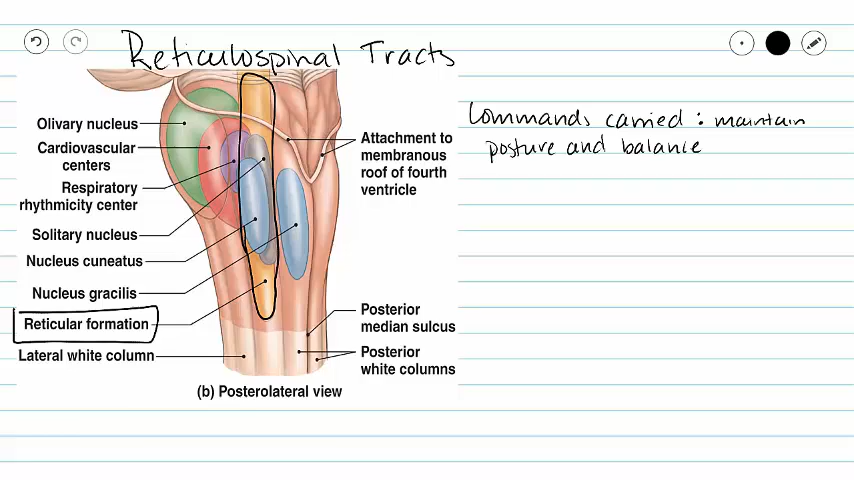 Reticulospinal Tracts
Commands carried : maintain
posture and balance
Olivary nucleus
Cardiovascular
centers
Respiratory
rhythmicity center
Solitary nucleus
Nucleus cuneatus
Nucleus gracilis
Reticular formation
Lateral white column
Attachment to
membranous
roof of fourth
ventricle
Posterior
median sulcus
Posterior
white columns
(b) Posterolateral view